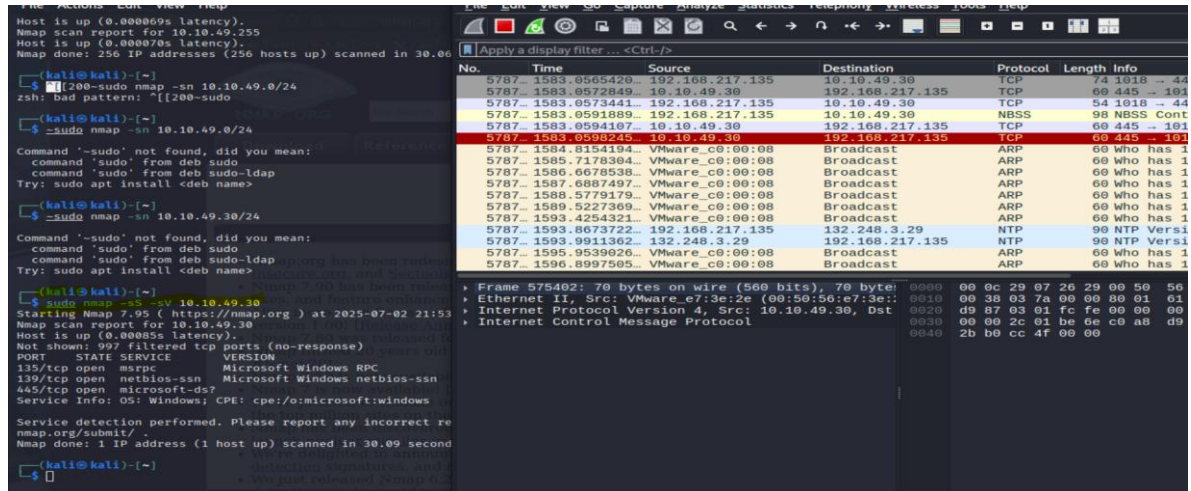 File Actions Edit View Help
Host is up (0.000069s latency).
Nmap scan report for 10.10.49.255
Host is up (0.000070s latency).
Nmap done: 256 IP addresses (256 hosts up) scanned in 30.06
(kali㉿kali)-[~]
$ ^[[200~sudo nmap -sn 10.10.49.0/24
zsh: bad pattern: ^[[200~sudo
(kali㉿kali)-[~]
$ ~sudo nmap -sn 10.10.49.0/24
Command '~sudo' not found, did you mean:
command 'sudo' from deb sudo
command 'sudo' from deb sudo-ldap
Try: sudo apt install <deb name>
(kali㉿kali)-[~]
$ ~sudo nmap -sn 10.10.49.30/24
Command '~sudo' not found, did you mean:
command 'sudo' from deb sudo
command 'sudo' from deb sudo-ldap
Try: sudo apt install <deb name>
(kali㉿kali)-[~]
$ sudo nmap -sS -sV 10.10.49.30
Starting Nmap 7.95 ( https://nmap.org ) at 2025-07-02 21:53
Nmap scan report for 10.10.49.30
Host is up (0.00085s latency).
Not shown: 997 filtered tcp ports (no-response)
PORT STATE SERVICE VERSION
135/tcp open msrpc Microsoft Windows RPC
139/tcp open netbios-ssn Microsoft Windows netbios-ssn
445/tcp open microsoft-ds?
Service Info: OS: Windows; CPE: cpe:/o:microsoft:windows
Service detection performed. Please report any incorrect re
nmap.org/submit/ .
Nmap done: 1 IP address (1 host up) scanned in 30.09 second
(kali㉿kali)-[~]
$
File Edit View Go Capture Analyze Statistics Telephony Wireless Tools Help
Apply a display filter ... <Ctrl-/>
No. Time Source Destination Protocol Length Info
5787… 1583.0565420… 192.168.217.135 10.10.49.30 TCP 74 1018 → 44
5787… 1583.0572849… 10.10.49.30 192.168.217.135 TCP 60 445 → 101
5787… 1583.0573441… 192.168.217.135 10.10.49.30 TCP 54 1018 → 44
5787… 1583.0591889… 192.168.217.135 10.10.49.30 NBSS 98 NBSS Cont
5787… 1583.0594107… 10.10.49.30 192.168.217.135 TCP 60 445 → 101
5787… 1583.0598245… 10.10.49.30 192.168.217.135 TCP 60 445 → 101
5787… 1584.8154194… VMware_c0:00:08 Broadcast ARP 60 Who has 1
5787… 1585.7178304… VMware_c0:00:08 Broadcast ARP 60 Who has 1
5787… 1586.6678538… VMware_c0:00:08 Broadcast ARP 60 Who has 1
5787… 1587.6887497… VMware_c0:00:08 Broadcast ARP 60 Who has 1
5787… 1588.5779179… VMware_c0:00:08 Broadcast ARP 60 Who has 1
5787… 1589.5227369… VMware_c0:00:08 Broadcast ARP 60 Who has 1
5787… 1593.4254321… VMware_c0:00:08 Broadcast ARP 60 Who has 1
5787… 1593.8673722… 192.168.217.135 132.248.3.29 NTP 90 NTP Versi
5787… 1593.9911362… 132.248.3.29 192.168.217.135 NTP 90 NTP Versi
5787… 1595.9539026… VMware_c0:00:08 Broadcast ARP 60 Who has 1
5787… 1596.8997505… VMware_c0:00:08 Broadcast ARP 60 Who has 1
Frame 575402: 70 bytes on wire (560 bits), 70 byte
Ethernet II, Src: VMware_e7:3e:2e (00:50:56:e7:3e:
Internet Protocol Version 4, Src: 10.10.49.30, Dst
Internet Control Message Protocol
0000 00 0c 29 07 26 29 00 50 56
0010 00 38 03 7a 00 00 80 01 61
0020 d9 87 03 01 fc fe 00 00 00
0030 00 00 2c 01 be 6e c0 a8 d9
0040 2b b0 cc 4f 00 00